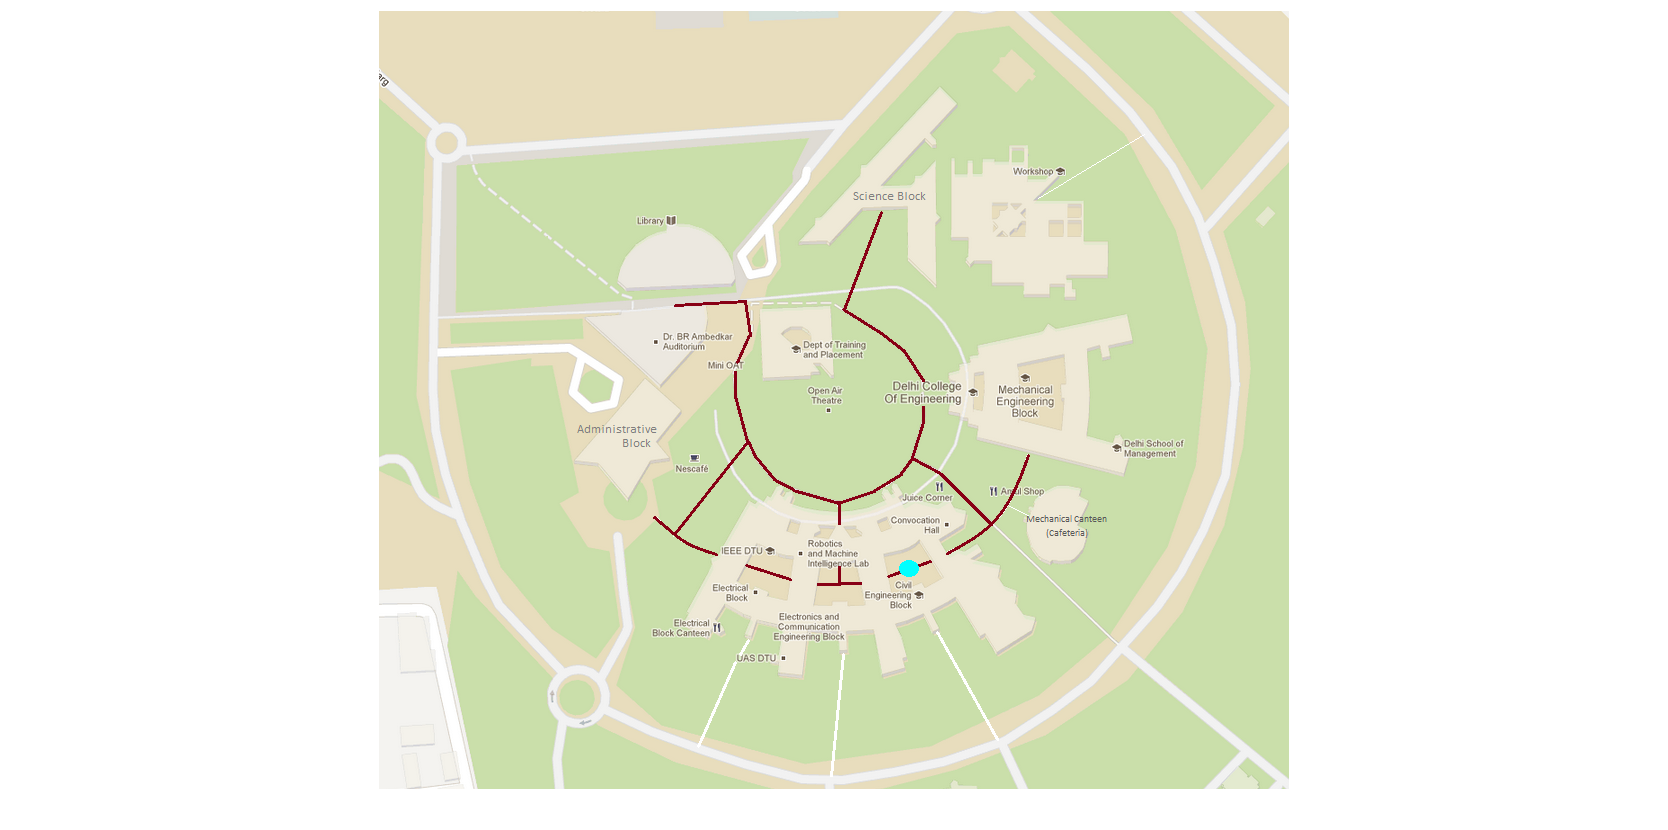 arg
Science Block
Workshop
Library
Dr. BR Ambedkar
Auditorium
Mini OAT
Dept of Training
and Placement
Open Air
Theatre
Delhi College
Of Engineering
Mechanical
Engineering
Block
Administrative
Block
Delhi School of
Management
Nescafé
Juice Corner
Amul Shop
Convocation
Hall
Mechanical Canteen
(Cafeteria)
IEEE DTU
Robotics
and Machine
Intelligence Lab
Electrical
Block
Civil
Engineering
Block
Electrical
Block Canteen
Electronics and
Communication
Engineering Block
UAS DTU